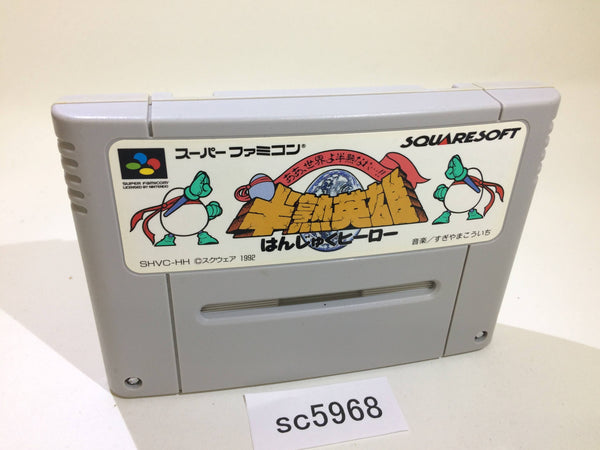 スーパーファミコン®
SQUARESOFT
SUPER FAMICOM
LICENSED BY NINTENDO
ああ、世界よ半熟なれ…!!
半熟英雄
はんじゅくヒーロー
音楽/すぎやまこういち
SHVC-HH ©スクウェア 1992
sc5968